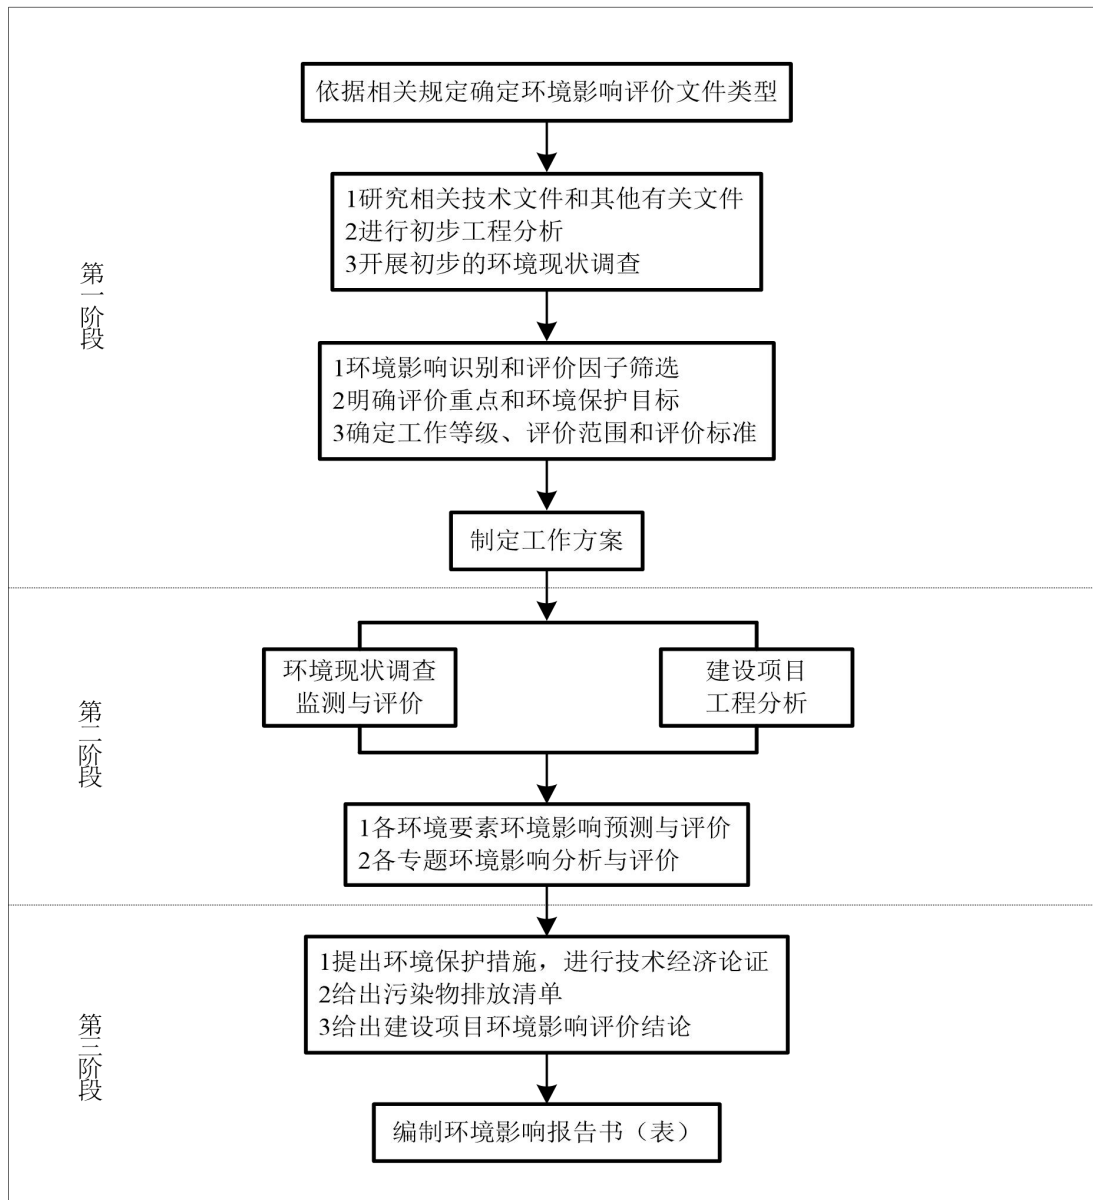 依据相关规定确定环境影响评价文件类型
第一阶段
1研究相关技术文件和其他有关文件
2进行初步工程分析
3开展初步的环境现状调查
1环境影响识别和评价因子筛选
2明确评价重点和环境保护目标
3确定工作等级、评价范围和评价标准
制定工作方案
第二阶段
环境现状调查
监测与评价
建设项目
工程分析
1各环境要素环境影响预测与评价
2各专题环境影响分析与评价
第三阶段
1提出环境保护措施，进行技术经济论证
2给出污染物排放清单
3给出建设项目环境影响评价结论
编制环境影响报告书（表）